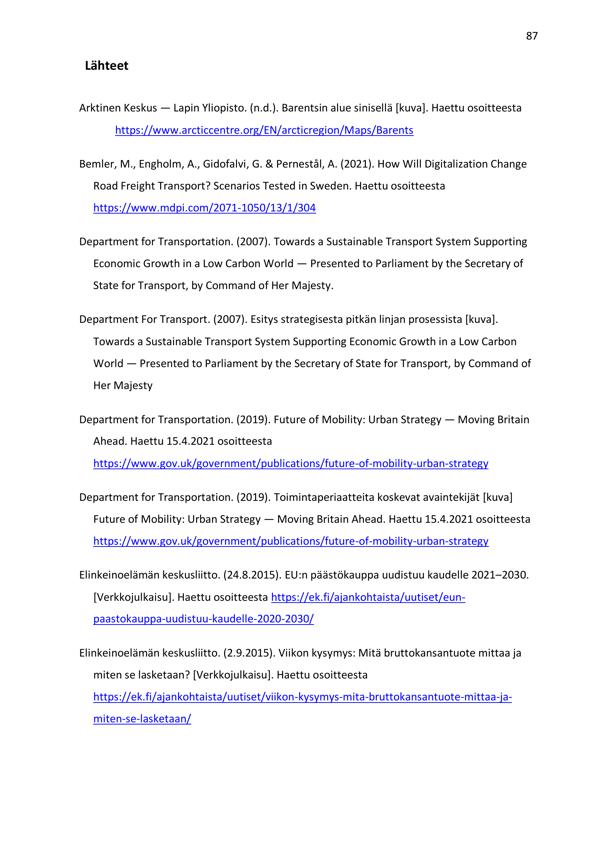 87
Lähteet
Arktinen Keskus — Lapin Yliopisto. (n.d.). Barentsin alue sinisellä [kuva]. Haettu osoitteesta
https://www.arcticcentre.org/EN/arcticregion/Maps/Barents
Bemler, M., Engholm, A., Gidofalvi, G. & Pernestål, A. (2021). How Will Digitalization Change
Road Freight Transport? Scenarios Tested in Sweden. Haettu osoitteesta
https://www.mdpi.com/2071-1050/13/1/304
Department for Transportation. (2007). Towards a Sustainable Transport System Supporting
Economic Growth in a Low Carbon World — Presented to Parliament by the Secretary of
State for Transport, by Command of Her Majesty.
Department For Transport. (2007). Esitys strategisesta pitkän linjan prosessista [kuva].
Towards a Sustainable Transport System Supporting Economic Growth in a Low Carbon
World — Presented to Parliament by the Secretary of State for Transport, by Command of
Her Majesty
Department for Transportation. (2019). Future of Mobility: Urban Strategy — Moving Britain
Ahead. Haettu 15.4.2021 osoitteesta
https://www.gov.uk/government/publications/future-of-mobility-urban-strategy
Department for Transportation. (2019). Toimintaperiaatteita koskevat avaintekijät [kuva]
Future of Mobility: Urban Strategy — Moving Britain Ahead. Haettu 15.4.2021 osoitteesta
https://www.gov.uk/government/publications/future-of-mobility-urban-strategy
Elinkeinoelämän keskusliitto. (24.8.2015). EU:n päästökauppa uudistuu kaudelle 2021–2030.
[Verkkojulkaisu]. Haettu osoitteesta https://ek.fi/ajankohtaista/uutiset/eun-
paastokauppa-uudistuu-kaudelle-2020-2030/
Elinkeinoelämän keskusliitto. (2.9.2015). Viikon kysymys: Mitä bruttokansantuote mittaa ja
miten se lasketaan? [Verkkojulkaisu]. Haettu osoitteesta
https://ek.fi/ajankohtaista/uutiset/viikon-kysymys-mita-bruttokansantuote-mittaa-ja-
miten-se-lasketaan/